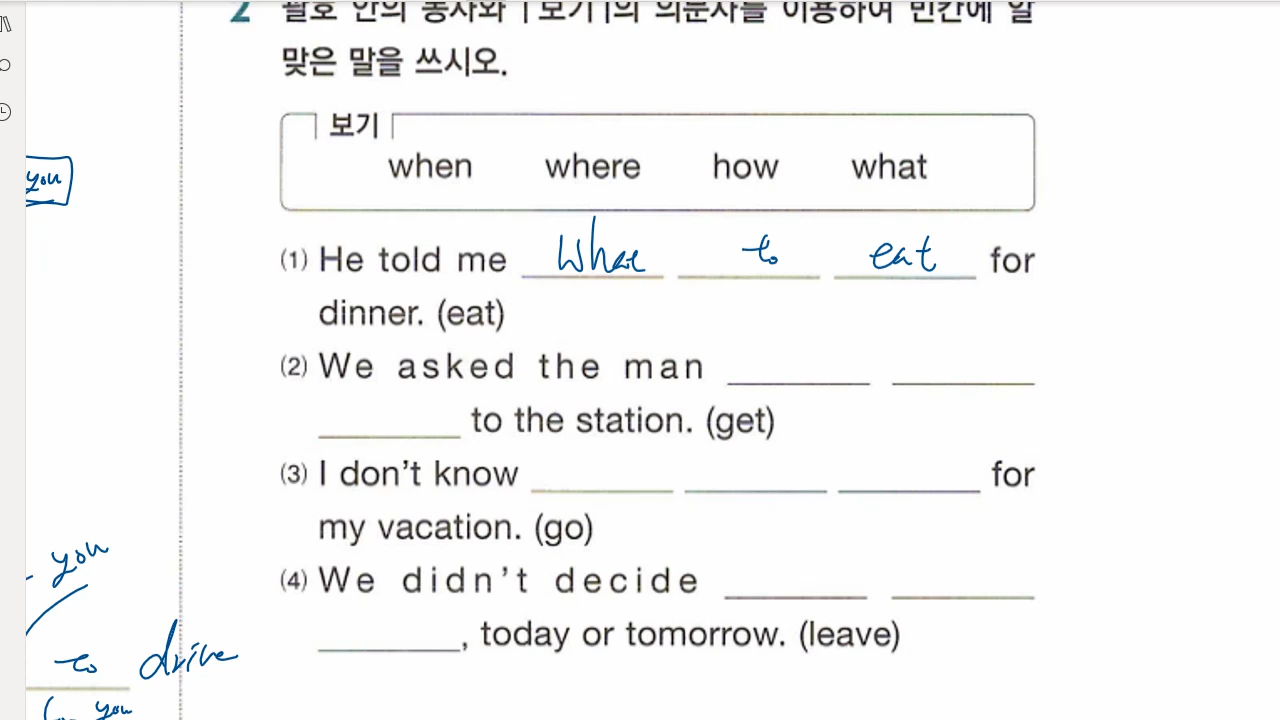 2 괄호 안의 동사와 |보기|의 의문사를 이용하여 빈칸에 알
맞은 말을 쓰시오.
보기
when where how what
(1) He told me what to eat for
dinner. (eat)
(2) We asked the man
to the station. (get)
(3) I don't know for
my vacation. (go)
(4) We didn't decide
, today or tomorrow. (leave)
you
you
to drive
you